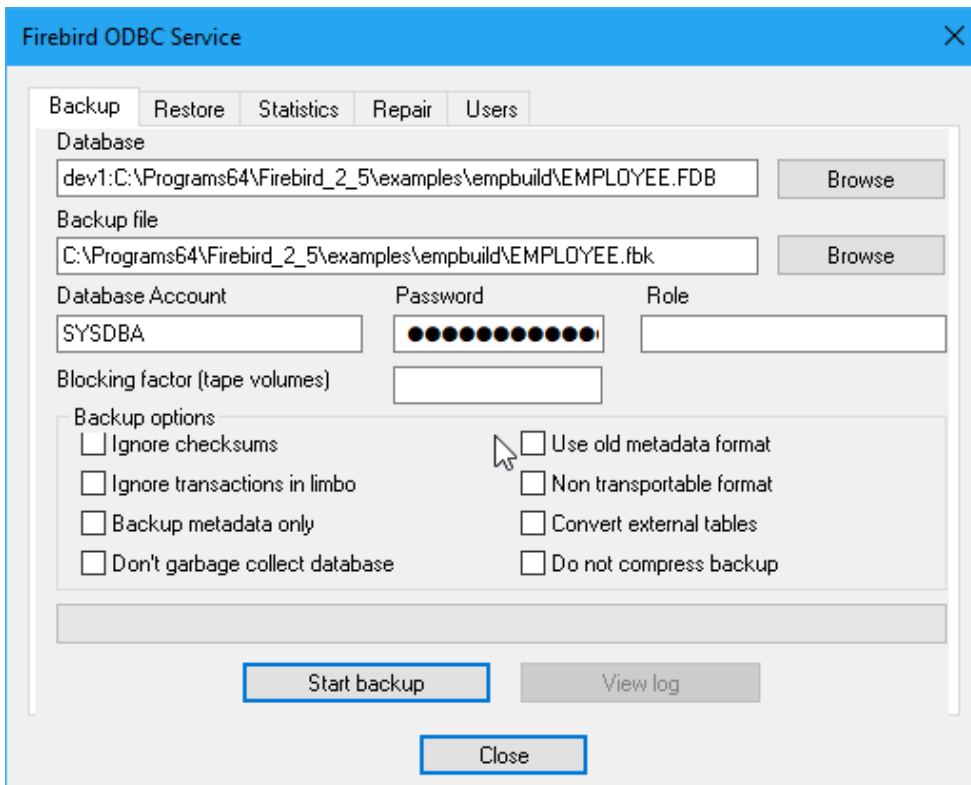 Firebird ODBC Service
Backup Restore Statistics Repair Users
Database
dev1:C:\Programs64\Firebird_2_5\examples\empbuild\EMPLOYEE.FDB Browse
Backup file
C:\Programs64\Firebird_2_5\examples\empbuild\EMPLOYEE.fbk Browse
Database Account Password Role
SYSDBA ●●●●●●●●●●●●
Blocking factor (tape volumes)
Backup options
Ignore checksums Use old metadata format
Ignore transactions in limbo Non transportable format
Backup metadata only Convert external tables
Don't garbage collect database Do not compress backup
Start backup View log
Close